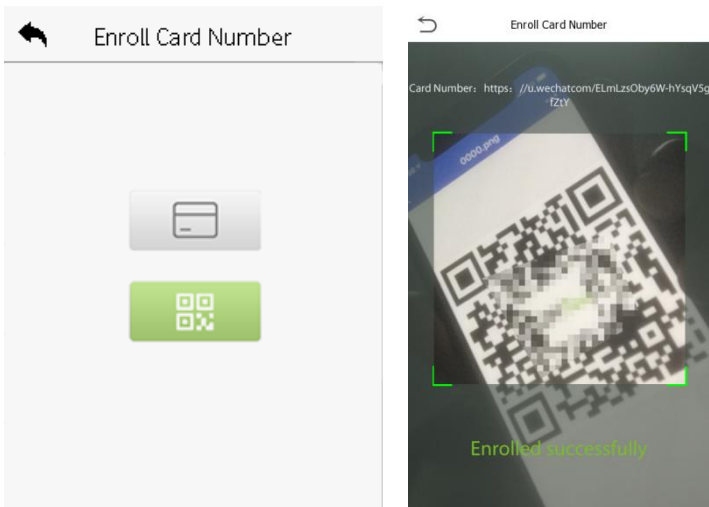 Enroll Card Number
Enroll Card Number
Card Number：https：//u.wechatcom/ELmLzsOby6W-hYsqV5g
fZtY
0000.png
Enrolled successfully